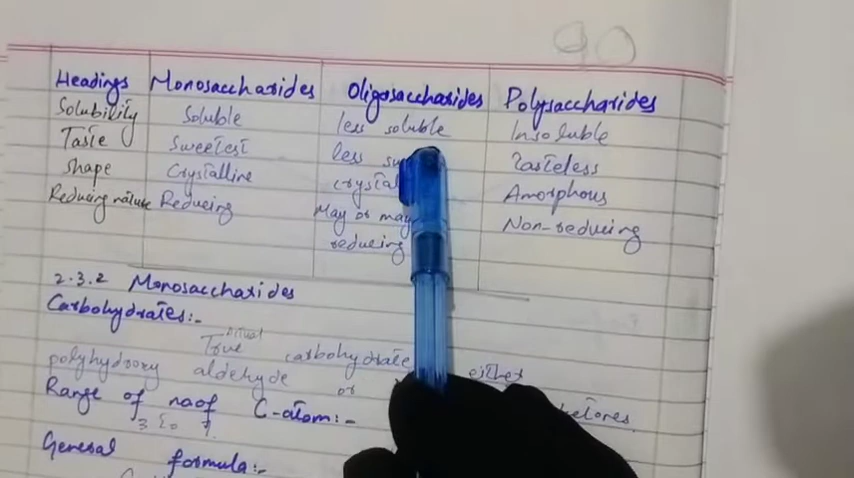 90
Headings Monosaccharides Oligosaccharides Polysaccharides
Solubility Soluble less soluble Insoluble
Taste Sweetest less Tasteless
shape Crystalline Amorphous
Reducing nature Reducing May or may reducing Non-reducing
2.3.2 Monosaccharides
Carbohydrates:-
True carbohydrate either
polyhydroxy aldehyde or ketones.
Range of no of C-atom:-
3 to 7.
General formula:-